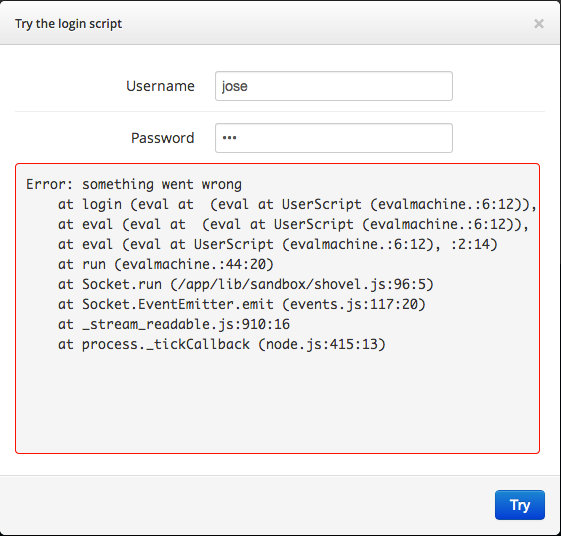 Try the login script ×
Username jose
Password •••
Error: something went wrong
    at login (eval at  (eval at UserScript (evalmachine.:6:12)),
    at eval (eval at  (eval at UserScript (evalmachine.:6:12)),
    at eval (eval at UserScript (evalmachine.:6:12), :2:14)
    at run (evalmachine.:44:20)
    at Socket.run (/app/lib/sandbox/shovel.js:96:5)
    at Socket.EventEmitter.emit (events.js:117:20)
    at _stream_readable.js:910:16
    at process._tickCallback (node.js:415:13)
Try